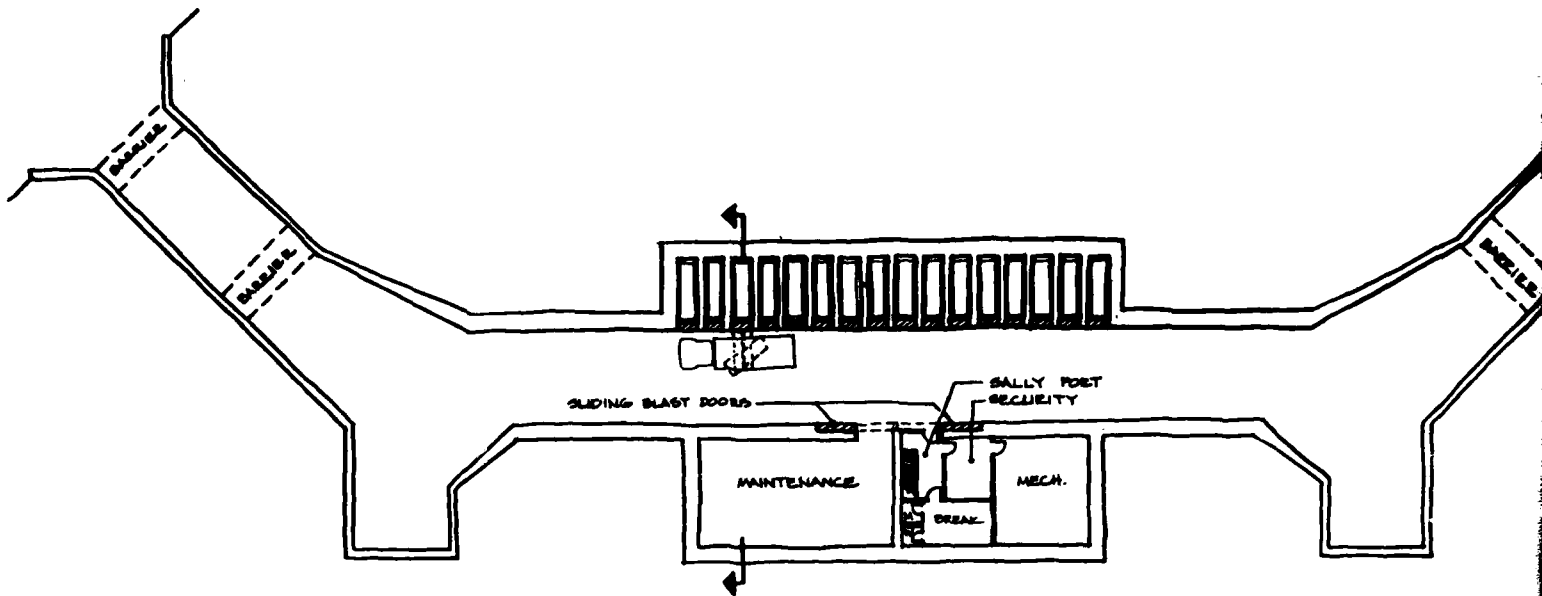 BARRIER
BARRIER
BARRIER
SALLY PORT
SECURITY
SLIDING BLAST DOORS
MAINTENANCE
MECH.
BREAK